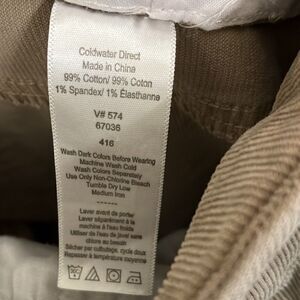 Coldwater Direct
Made in China
99% Cotton/ 99% Coton
1% Spandex/ 1% Élasthanne
V# 574
67036
416
Wash Dark Colors Before Wearing
Machine Wash Cold
Wash Colors Seperately
Use Only Non-Chlorine Bleach
Tumble Dry Low
Medium Iron
Laver avant de porter
Laver séparément à la
machine à l'eau froide
Utiliser de l'eau de javel sans
chlore au besoin
Sécher par culbutage, cycle doux
Repasser à température moyenne